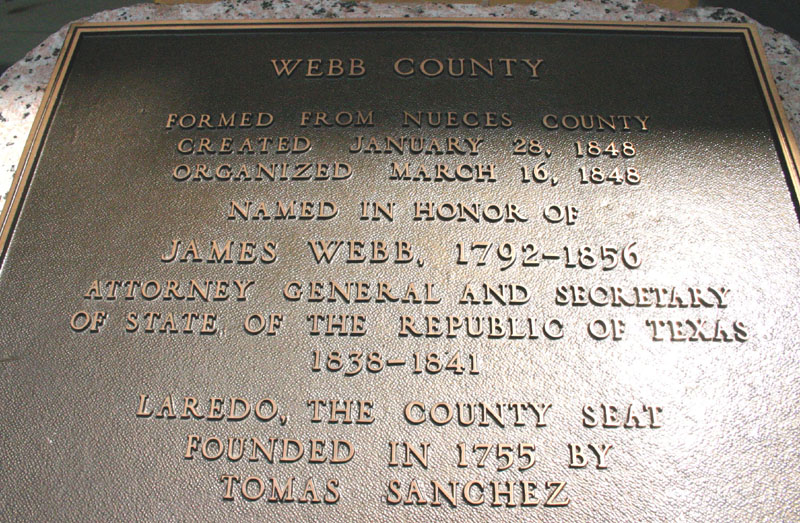 WEBB COUNTY
FORMED FROM NUECES COUNTY
CREATED JANUARY 28, 1848
ORGANIZED MARCH 16, 1848
NAMED IN HONOR OF
JAMES WEBB, 1792-1856
ATTORNEY GENERAL AND SECRETARY
OF STATE OF THE REPUBLIC OF TEXAS
1838-1841
LAREDO, THE COUNTY SEAT
FOUNDED IN 1755 BY
TOMAS SANCHEZ